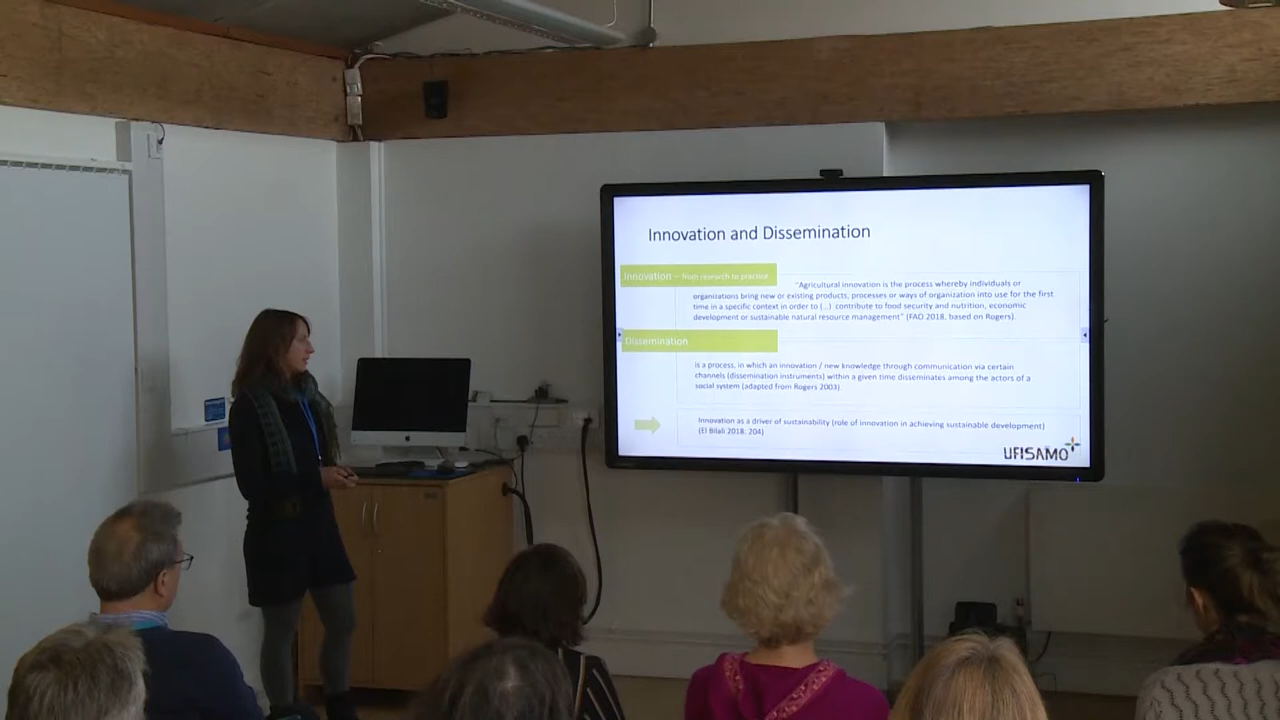 Innovation and Dissemination
Innovation – from research to practice
"Agricultural innovation is the process whereby individuals or
organizations bring new or existing products, processes or ways of organization into use for the first
time in a specific context in order to (...) contribute to food security and nutrition, economic
development or sustainable natural resource management" (FAO 2018, based on Rogers).
Dissemination
is a process, in which an innovation / new knowledge through communication via certain
channels (dissemination instruments) within a given time disseminates among the actors of a
social system (adapted from Rogers 2003).
Innovation as a driver of sustainability (role of innovation in achieving sustainable development)
(El Bilali 2018: 204)
UFISAMO